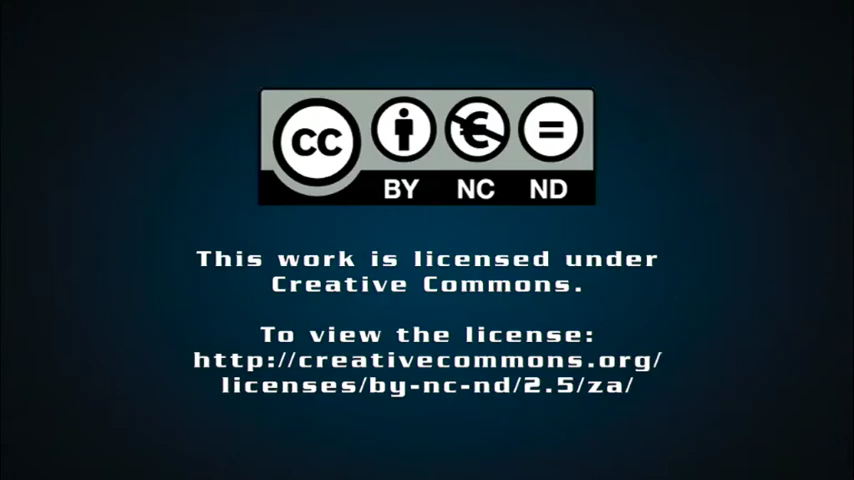 CC
BY NC ND
This work is licensed under
Creative Commons.
To view the license:
http://creativecommons.org/
licenses/by-nc-nd/2.5/za/